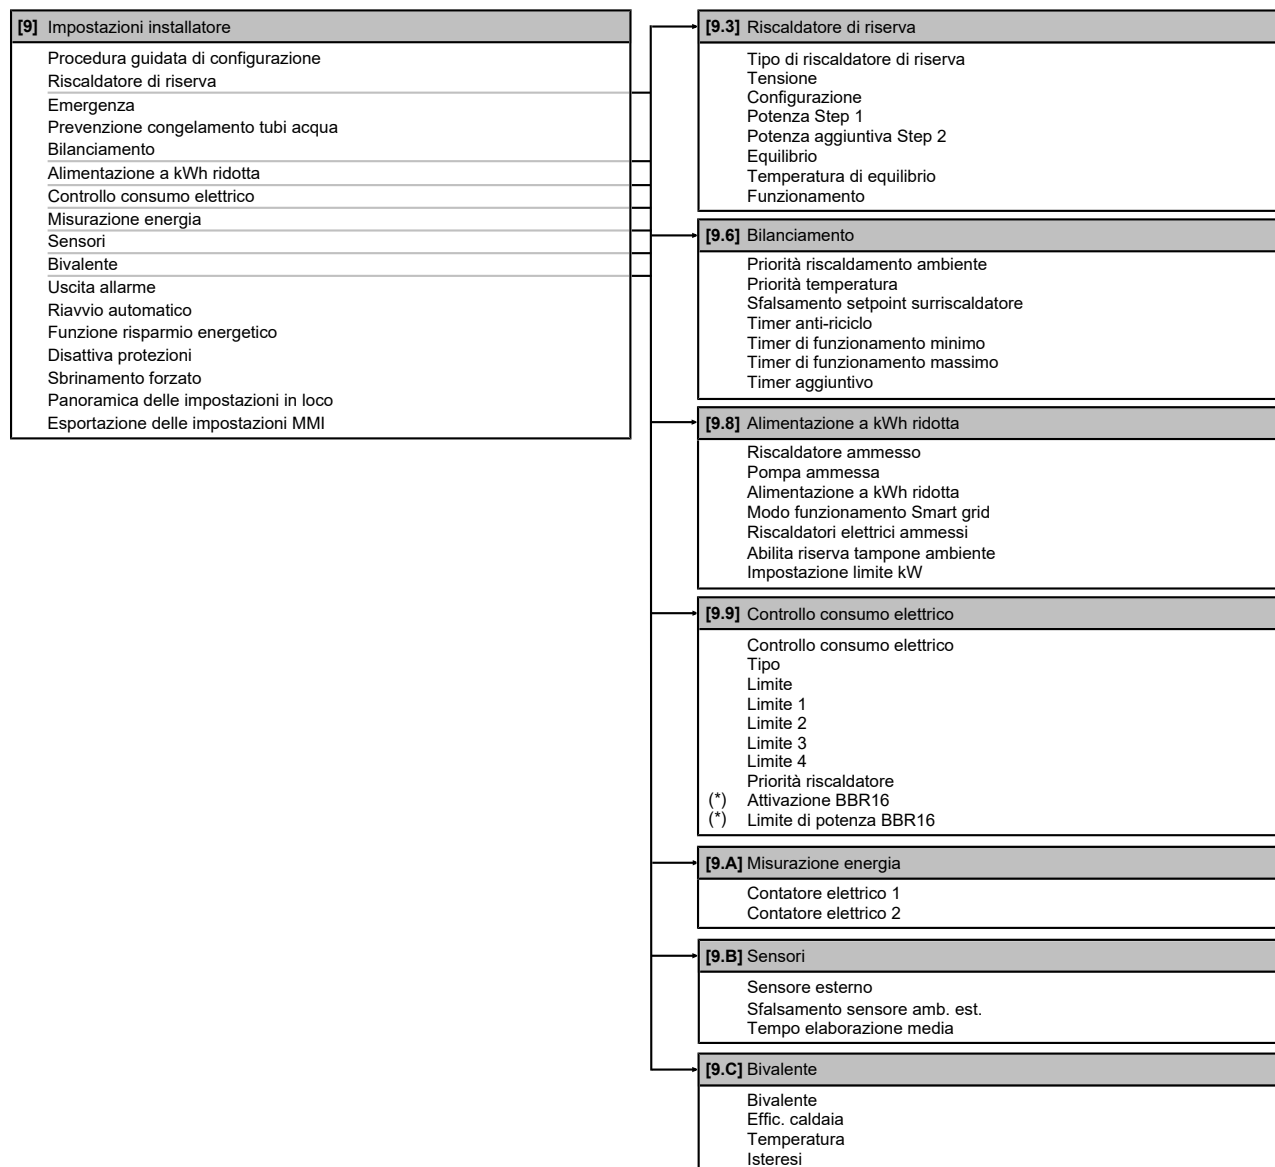 [9] Impostazioni installatore
Procedura guidata di configurazione
Riscaldatore di riserva
Emergenza
Prevenzione congelamento tubi acqua
Bilanciamento
Alimentazione a kWh ridotta
Controllo consumo elettrico
Misurazione energia
Sensori
Bivalente
Uscita allarme
Riavvio automatico
Funzione risparmio energetico
Disattiva protezioni
Sbrinamento forzato
Panoramica delle impostazioni in loco
Esportazione delle impostazioni MMI
[9.3] Riscaldatore di riserva
Tipo di riscaldatore di riserva
Tensione
Configurazione
Potenza Step 1
Potenza aggiuntiva Step 2
Equilibrio
Temperatura di equilibrio
Funzionamento
[9.6] Bilanciamento
Priorità riscaldamento ambiente
Priorità temperatura
Sfalsamento setpoint surriscaldatore
Timer anti-riciclo
Timer di funzionamento minimo
Timer di funzionamento massimo
Timer aggiuntivo
[9.8] Alimentazione a kWh ridotta
Riscaldatore ammesso
Pompa ammessa
Alimentazione a kWh ridotta
Modo funzionamento Smart grid
Riscaldatori elettrici ammessi
Abilita riserva tampone ambiente
Impostazione limite kW
[9.9] Controllo consumo elettrico
Controllo consumo elettrico
Tipo
Limite
Limite 1
Limite 2
Limite 3
Limite 4
Priorità riscaldatore
(*) Attivazione BBR16
(*) Limite di potenza BBR16
[9.A] Misurazione energia
Contatore elettrico 1
Contatore elettrico 2
[9.B] Sensori
Sensore esterno
Sfalsamento sensore amb. est.
Tempo elaborazione media
[9.C] Bivalente
Bivalente
Effic. caldaia
Temperatura
Isteresi